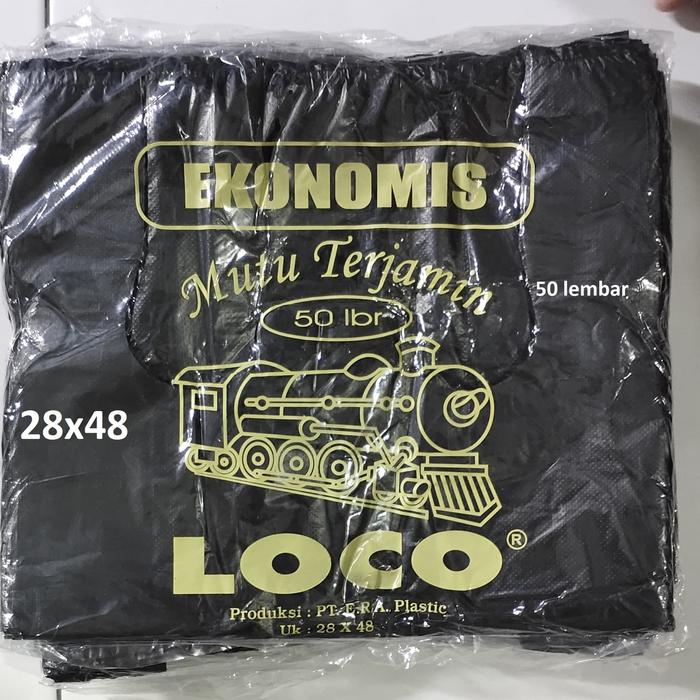 EKONOMIS
Mutu Terjamin
50 lbr
50 lembar
28x48
LOCO®
Produksi : PT. E.R.A. Plastic
Uk : 28 X 48